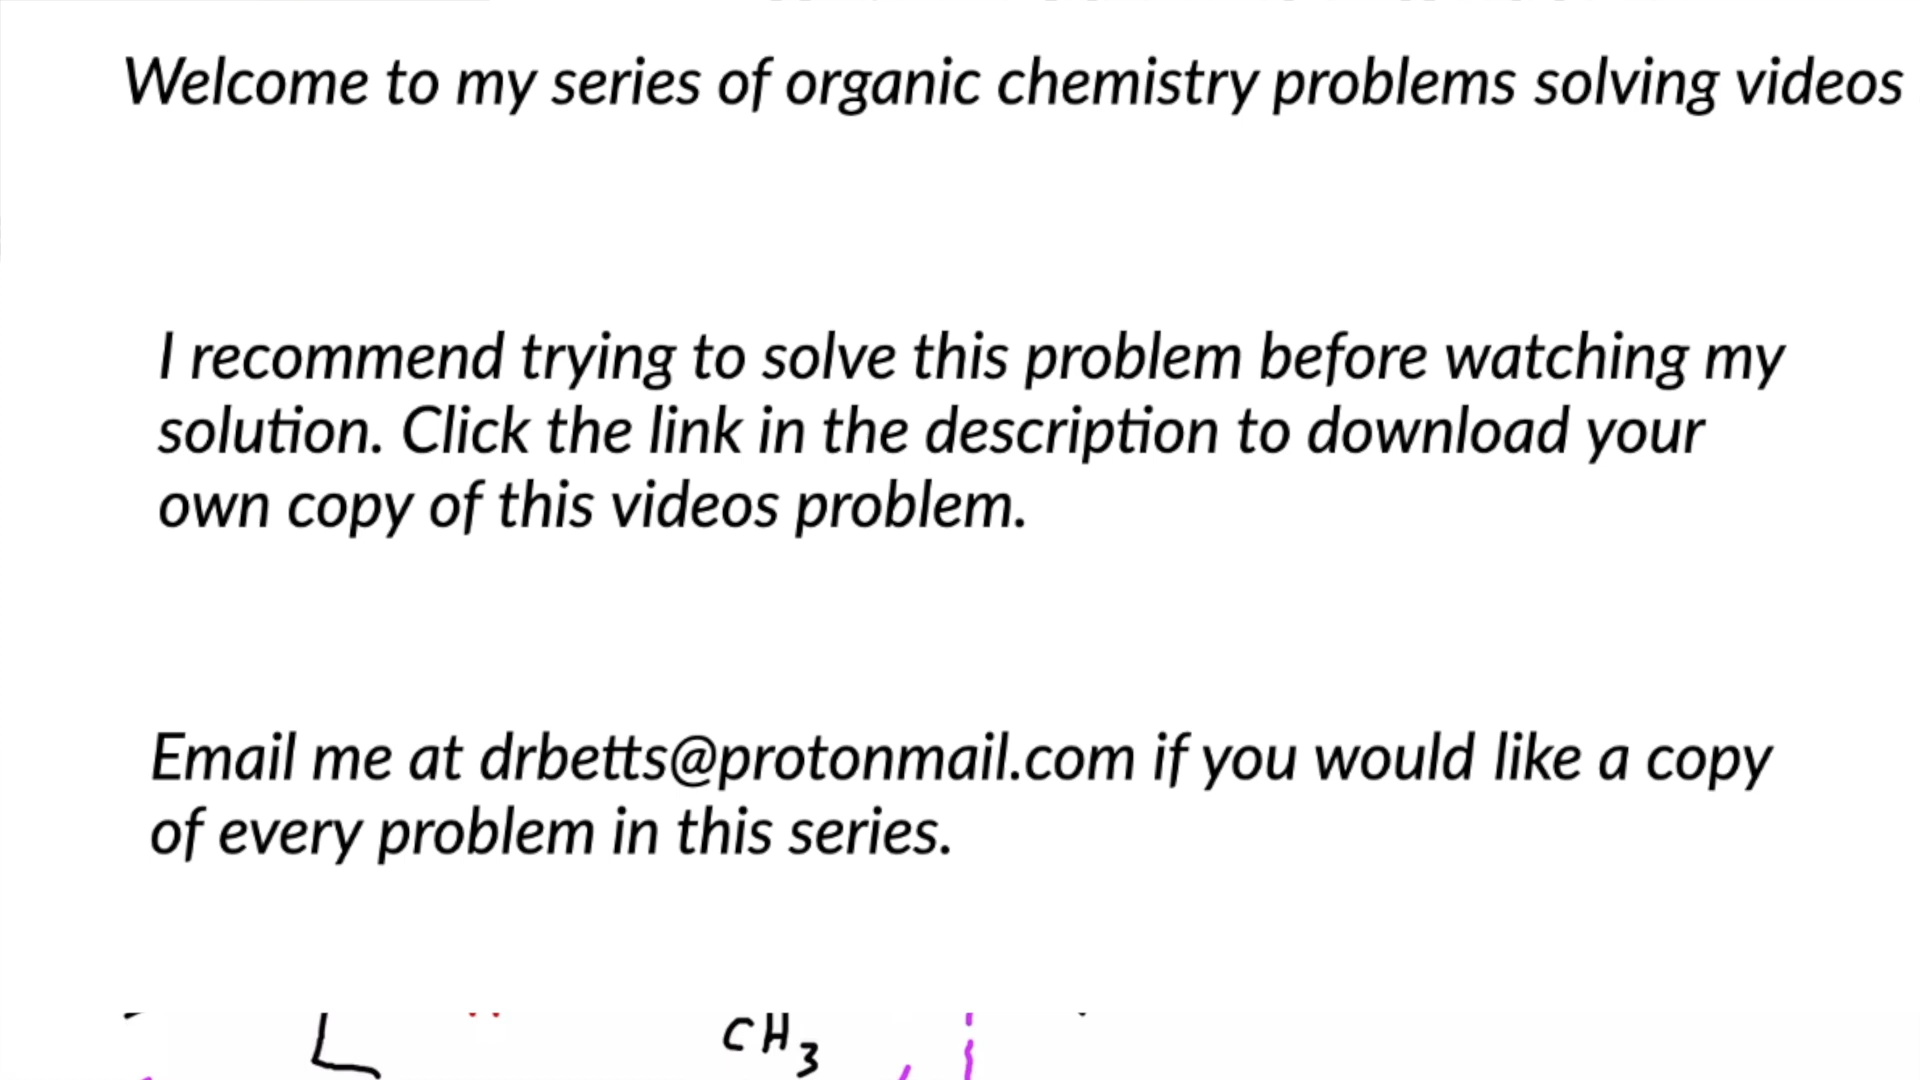 Welcome to my series of organic chemistry problems solving videos
I recommend trying to solve this problem before watching my
solution. Click the link in the description to download your
own copy of this videos problem.
Email me at drbetts@protonmail.com if you would like a copy
of every problem in this series.
CH3